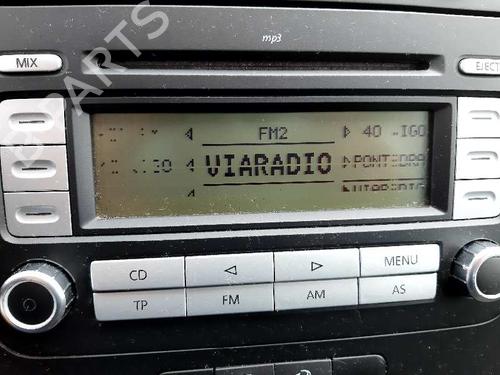 mp3
MIX
EJECT
FM2
40
VIARADIO
CD
MENU
TP
FM
AM
AS